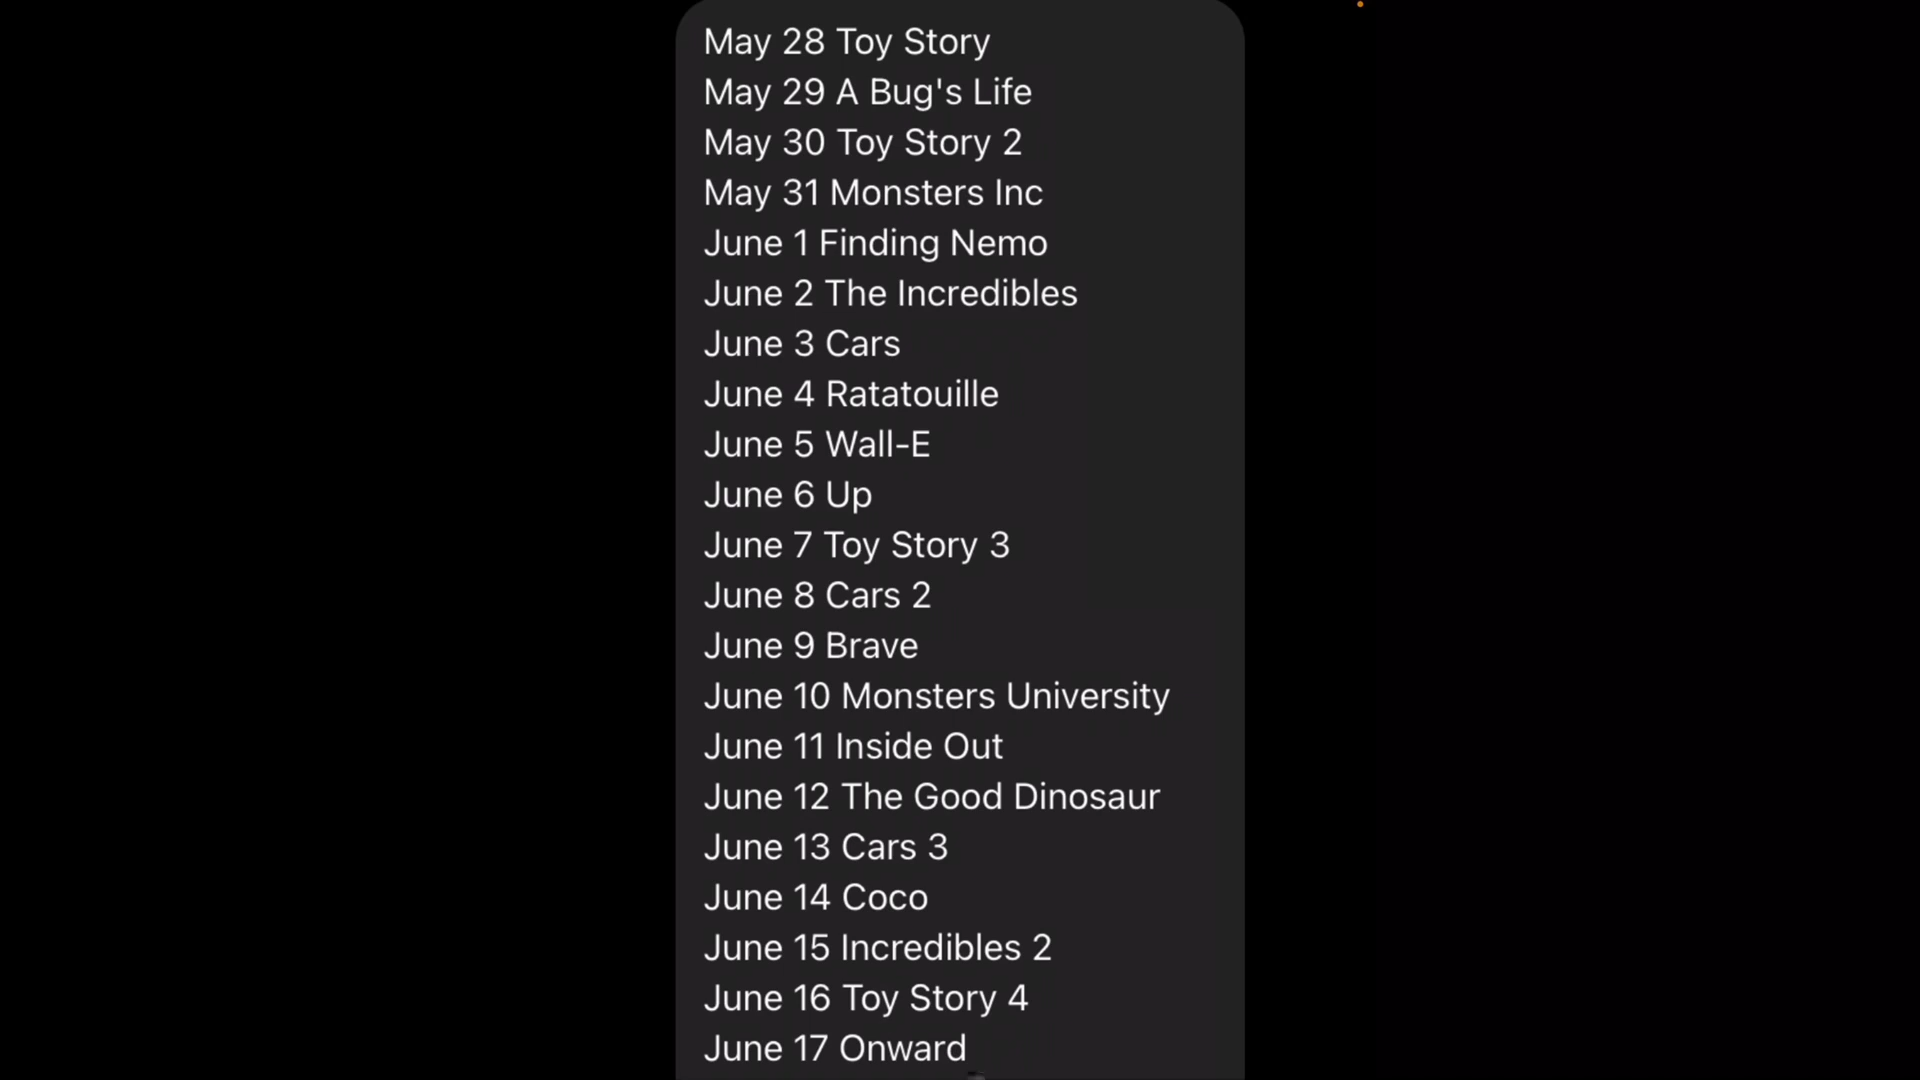 May 28 Toy Story
May 29 A Bug's Life
May 30 Toy Story 2
May 31 Monsters Inc
June 1 Finding Nemo
June 2 The Incredibles
June 3 Cars
June 4 Ratatouille
June 5 Wall-E
June 6 Up
June 7 Toy Story 3
June 8 Cars 2
June 9 Brave
June 10 Monsters University
June 11 Inside Out
June 12 The Good Dinosaur
June 13 Cars 3
June 14 Coco
June 15 Incredibles 2
June 16 Toy Story 4
June 17 Onward